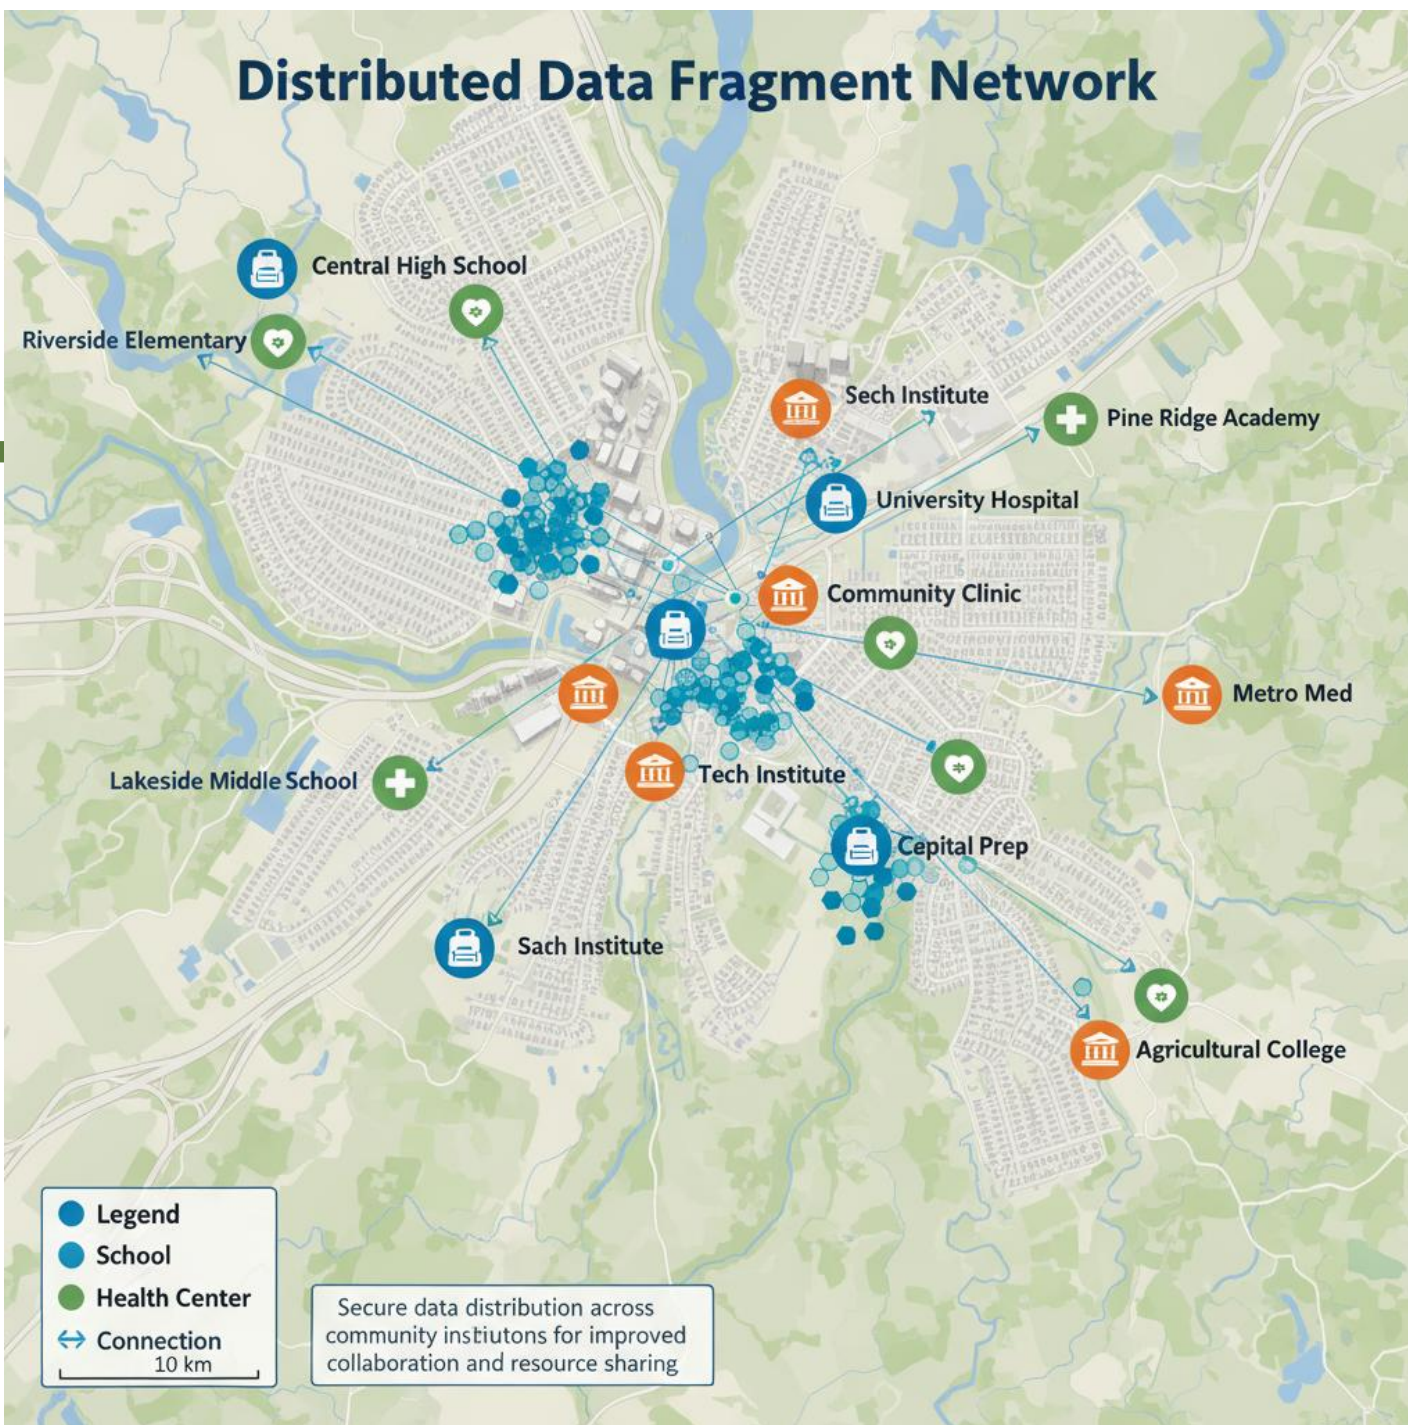 Distributed Data Fragment Network
Central High School
Riverside Elementary
Sech Institute
Pine Ridge Academy
University Hospital
Community Clinic
Metro Med
Lakeside Middle School
Tech Institute
Cepital Prep
Sach Institute
Agricultural College
Legend
School
Health Center
Connection
10 km
Secure data distribution across
community instiutons for improved
collaboration and resource sharing